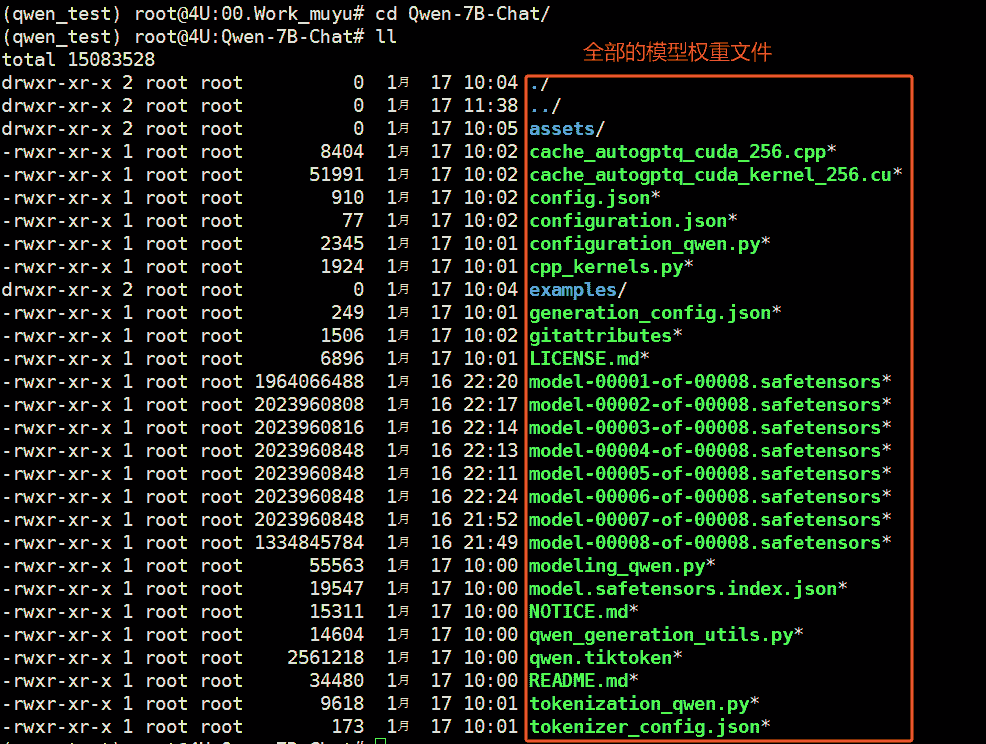 (qwen_test) root@4U:00.Work_muyu# cd Qwen-7B-Chat/
(qwen_test) root@4U:Qwen-7B-Chat# ll
全部的模型权重文件
total 15083528
drwxr-xr-x 2 root root 0 1月 17 10:04 ./
drwxr-xr-x 2 root root 0 1月 17 11:38 ../
drwxr-xr-x 2 root root 0 1月 17 10:05 assets/
-rwxr-xr-x 1 root root 8404 1月 17 10:02 cache_autogptq_cuda_256.cpp*
-rwxr-xr-x 1 root root 51991 1月 17 10:02 cache_autogptq_cuda_kernel_256.cu*
-rwxr-xr-x 1 root root 910 1月 17 10:02 config.json*
-rwxr-xr-x 1 root root 77 1月 17 10:02 configuration.json*
-rwxr-xr-x 1 root root 2345 1月 17 10:01 configuration_qwen.py*
-rwxr-xr-x 1 root root 1924 1月 17 10:01 cpp_kernels.py*
drwxr-xr-x 2 root root 0 1月 17 10:04 examples/
-rwxr-xr-x 1 root root 249 1月 17 10:01 generation_config.json*
-rwxr-xr-x 1 root root 1506 1月 17 10:02 gitattributes*
-rwxr-xr-x 1 root root 6896 1月 17 10:01 LICENSE.md*
-rwxr-xr-x 1 root root 1964066488 1月 16 22:20 model-00001-of-00008.safetensors*
-rwxr-xr-x 1 root root 2023960808 1月 16 22:17 model-00002-of-00008.safetensors*
-rwxr-xr-x 1 root root 2023960816 1月 16 22:14 model-00003-of-00008.safetensors*
-rwxr-xr-x 1 root root 2023960848 1月 16 22:13 model-00004-of-00008.safetensors*
-rwxr-xr-x 1 root root 2023960848 1月 16 22:11 model-00005-of-00008.safetensors*
-rwxr-xr-x 1 root root 2023960848 1月 16 22:24 model-00006-of-00008.safetensors*
-rwxr-xr-x 1 root root 2023960848 1月 16 21:52 model-00007-of-00008.safetensors*
-rwxr-xr-x 1 root root 1334845784 1月 16 21:49 model-00008-of-00008.safetensors*
-rwxr-xr-x 1 root root 55563 1月 17 10:00 modeling_qwen.py*
-rwxr-xr-x 1 root root 19547 1月 17 10:00 model.safetensors.index.json*
-rwxr-xr-x 1 root root 15311 1月 17 10:00 NOTICE.md*
-rwxr-xr-x 1 root root 14604 1月 17 10:00 qwen_generation_utils.py*
-rwxr-xr-x 1 root root 2561218 1月 17 10:00 qwen.tiktoken*
-rwxr-xr-x 1 root root 34480 1月 17 10:00 README.md*
-rwxr-xr-x 1 root root 9618 1月 17 10:01 tokenization_qwen.py*
-rwxr-xr-x 1 root root 173 1月 17 10:01 tokenizer_config.json*
(qwen_test) root@4U:Qwen-7B-Chat#